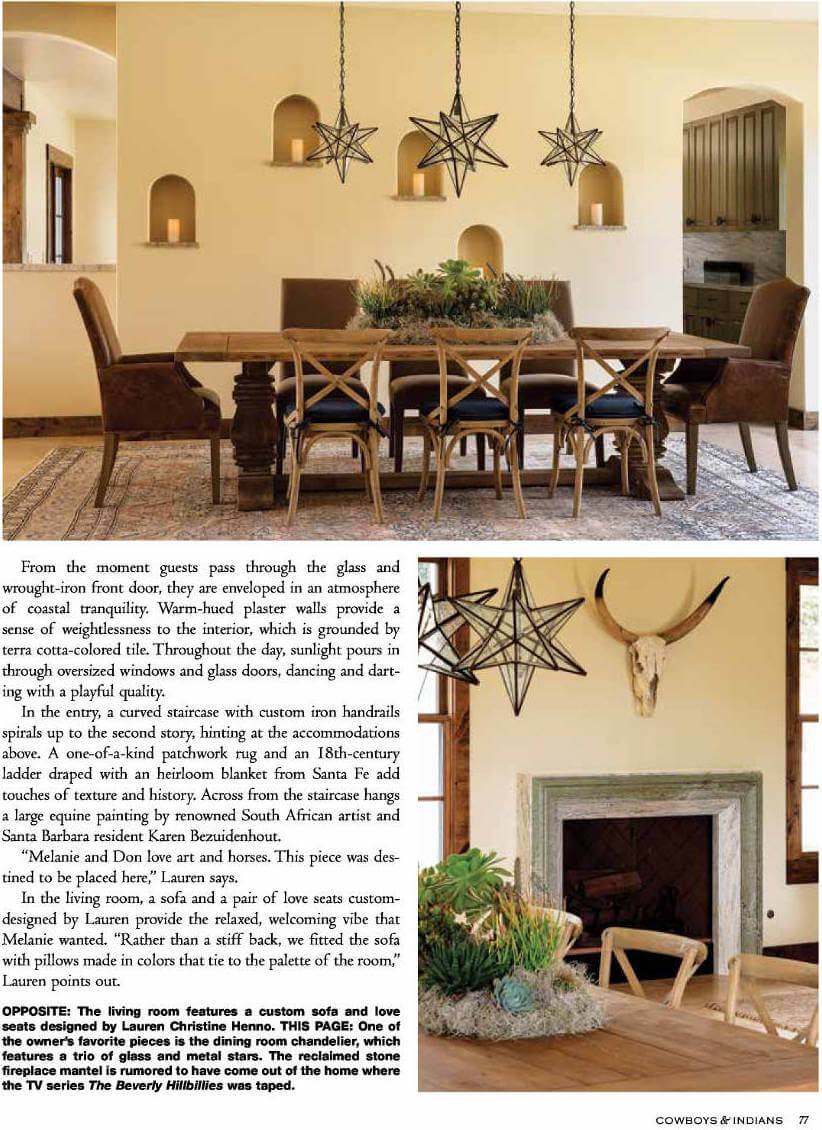 From the moment guests pass through the glass and
wrought-iron front door, they are enveloped in an atmosphere
of coastal tranquility. Warm-hued plaster walls provide a
sense of weightlessness to the interior, which is grounded by
terra cotta-colored tile. Throughout the day, sunlight pours in
through oversized windows and glass doors, dancing and dart-
ing with a playful quality.
In the entry, a curved staircase with custom iron handrails
spirals up to the second story, hinting at the accommodations
above. A one-of-a-kind patchwork rug and an 18th-century
ladder draped with an heirloom blanket from Santa Fe add
touches of texture and history. Across from the staircase hangs
a large equine painting by renowned South African artist and
Santa Barbara resident Karen Bezuidenhout.
“Melanie and Don love art and horses. This piece was des-
tined to be placed here,” Lauren says.
In the living room, a sofa and a pair of love seats custom-
designed by Lauren provide the relaxed, welcoming vibe that
Melanie wanted. “Rather than a stiff back, we fitted the sofa
with pillows made in colors that tie to the palette of the room,”
Lauren points out.
OPPOSITE: The living room features a custom sofa and love
seats designed by Lauren Christine Henno. THIS PAGE: One of
the owner's favorite pieces is the dining room chandelier, which
features a trio of glass and metal stars. The reclaimed stone
fireplace mantel is rumored to have come out of the home where
the TV series The Beverly Hillbillies was taped.
COWBOYS & INDIANS 77